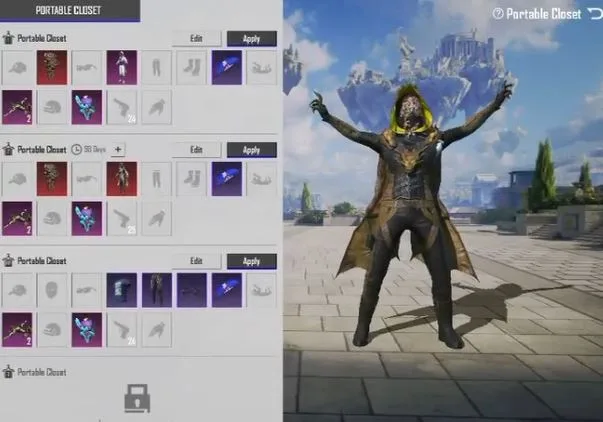 PORTABLE CLOSET
? Portable Closet
Portable Closet
Edit
Apply
2
24
Portable Closet
Days
+
Edit
Apply
2
25
Portable Closet
Edit
Apply
2
24
Portable Closet